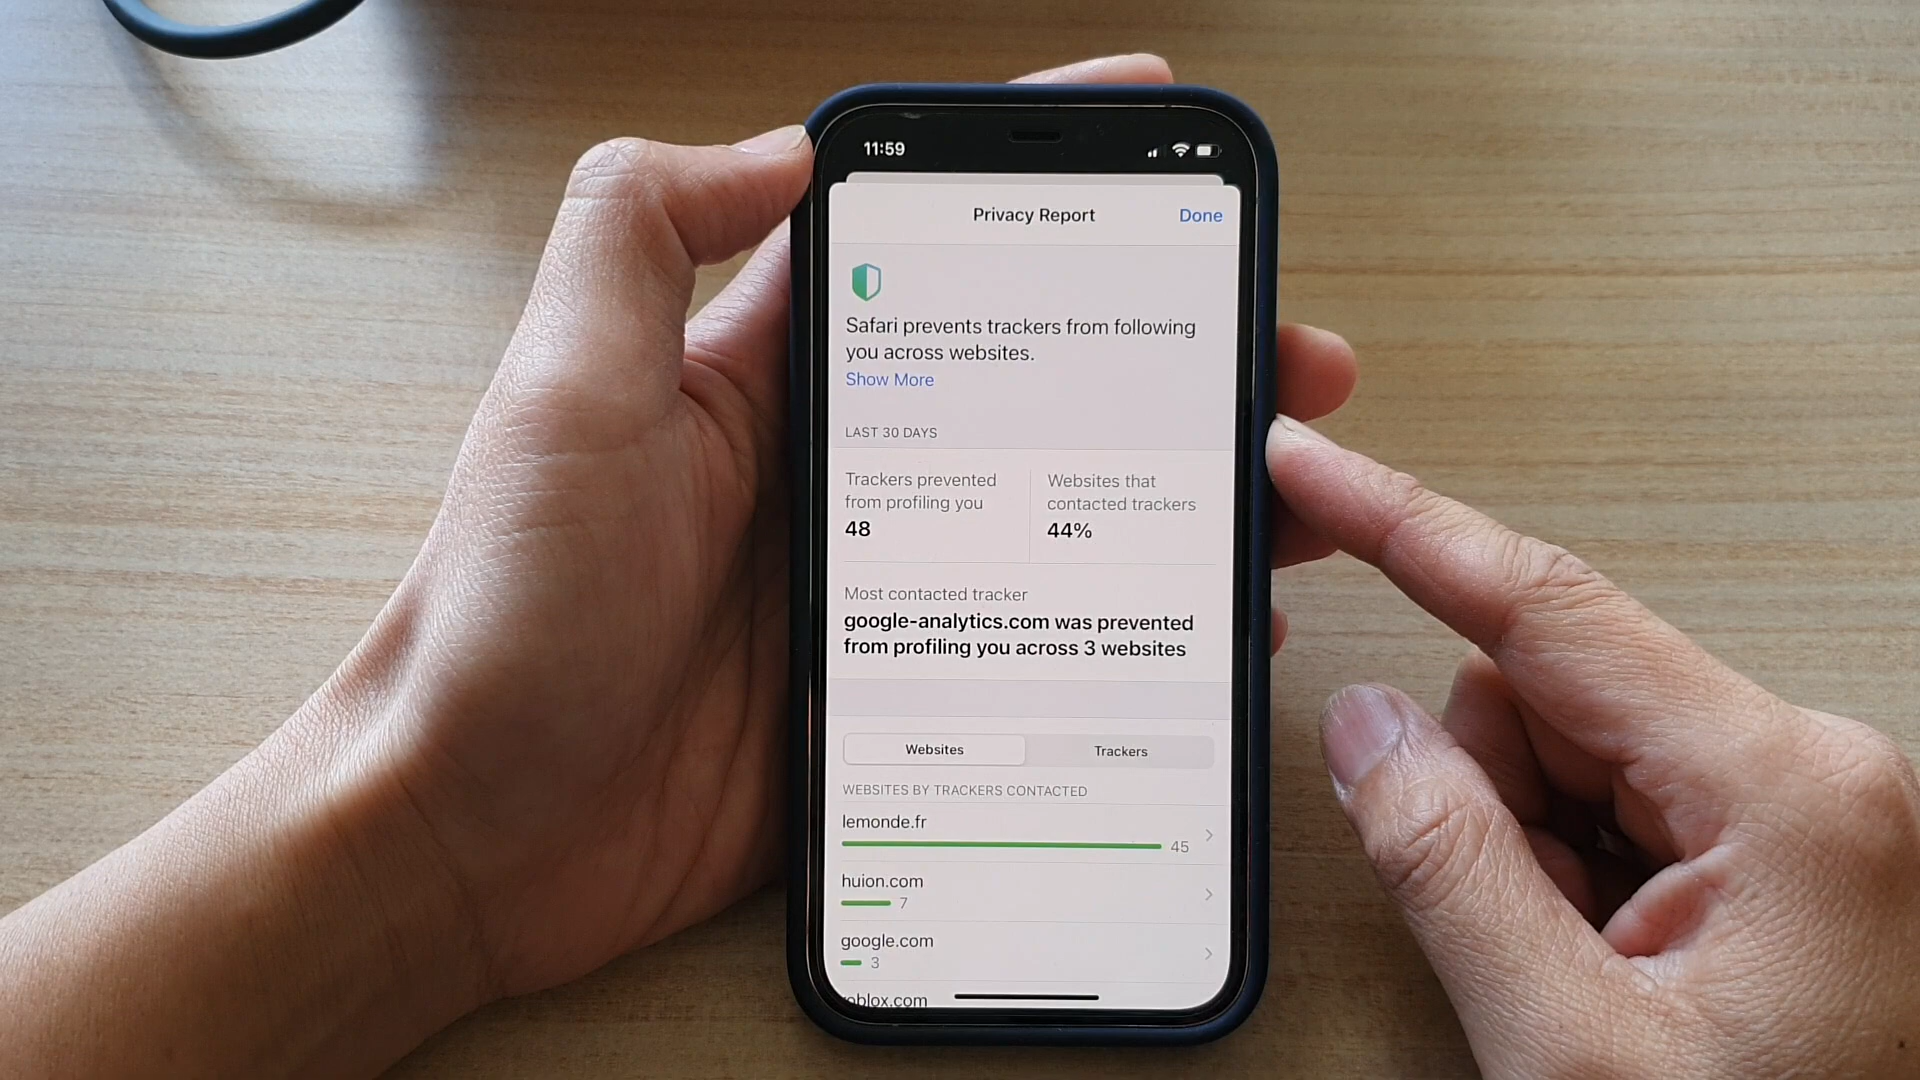 11:59
Privacy Report
Done
Safari prevents trackers from following
you across websites.
Show More
LAST 30 DAYS
Trackers prevented
from profiling you
48
Websites that
contacted trackers
44%
Most contacted tracker
google-analytics.com was prevented
from profiling you across 3 websites
Websites
Trackers
WEBSITES BY TRACKERS CONTACTED
lemonde.fr
45
huion.com
7
google.com
3
roblox.com